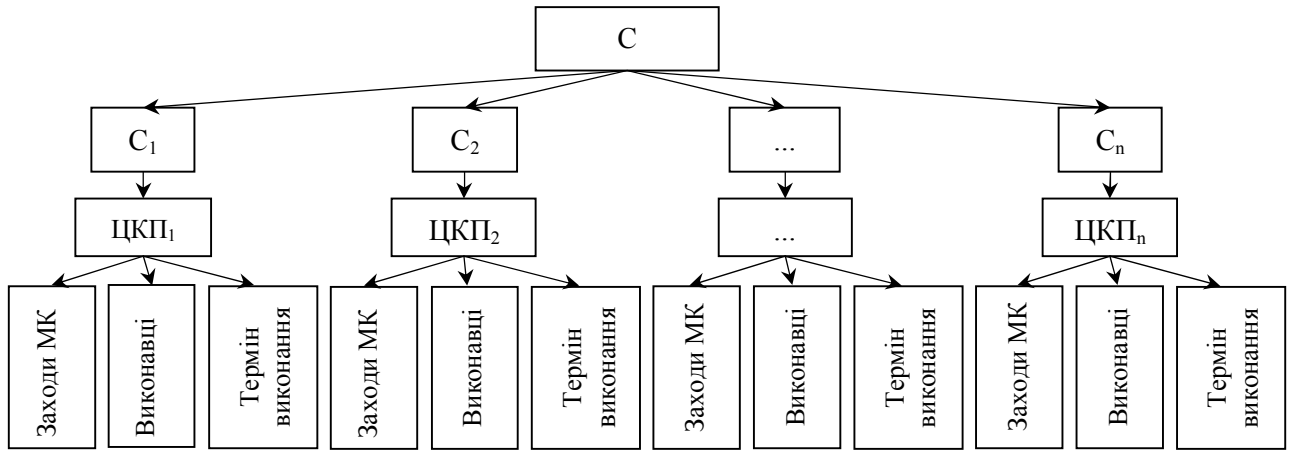 С
С₁
С₂
...
Сₙ
ЦКП₁
ЦКП₂
...
ЦКПₙ
Заходи МК
Виконавці
Термін
виконання
Заходи МК
Виконавці
Термін
виконання
Заходи МК
Виконавці
Термін
виконання
Заходи МК
Виконавці
Термін
виконання